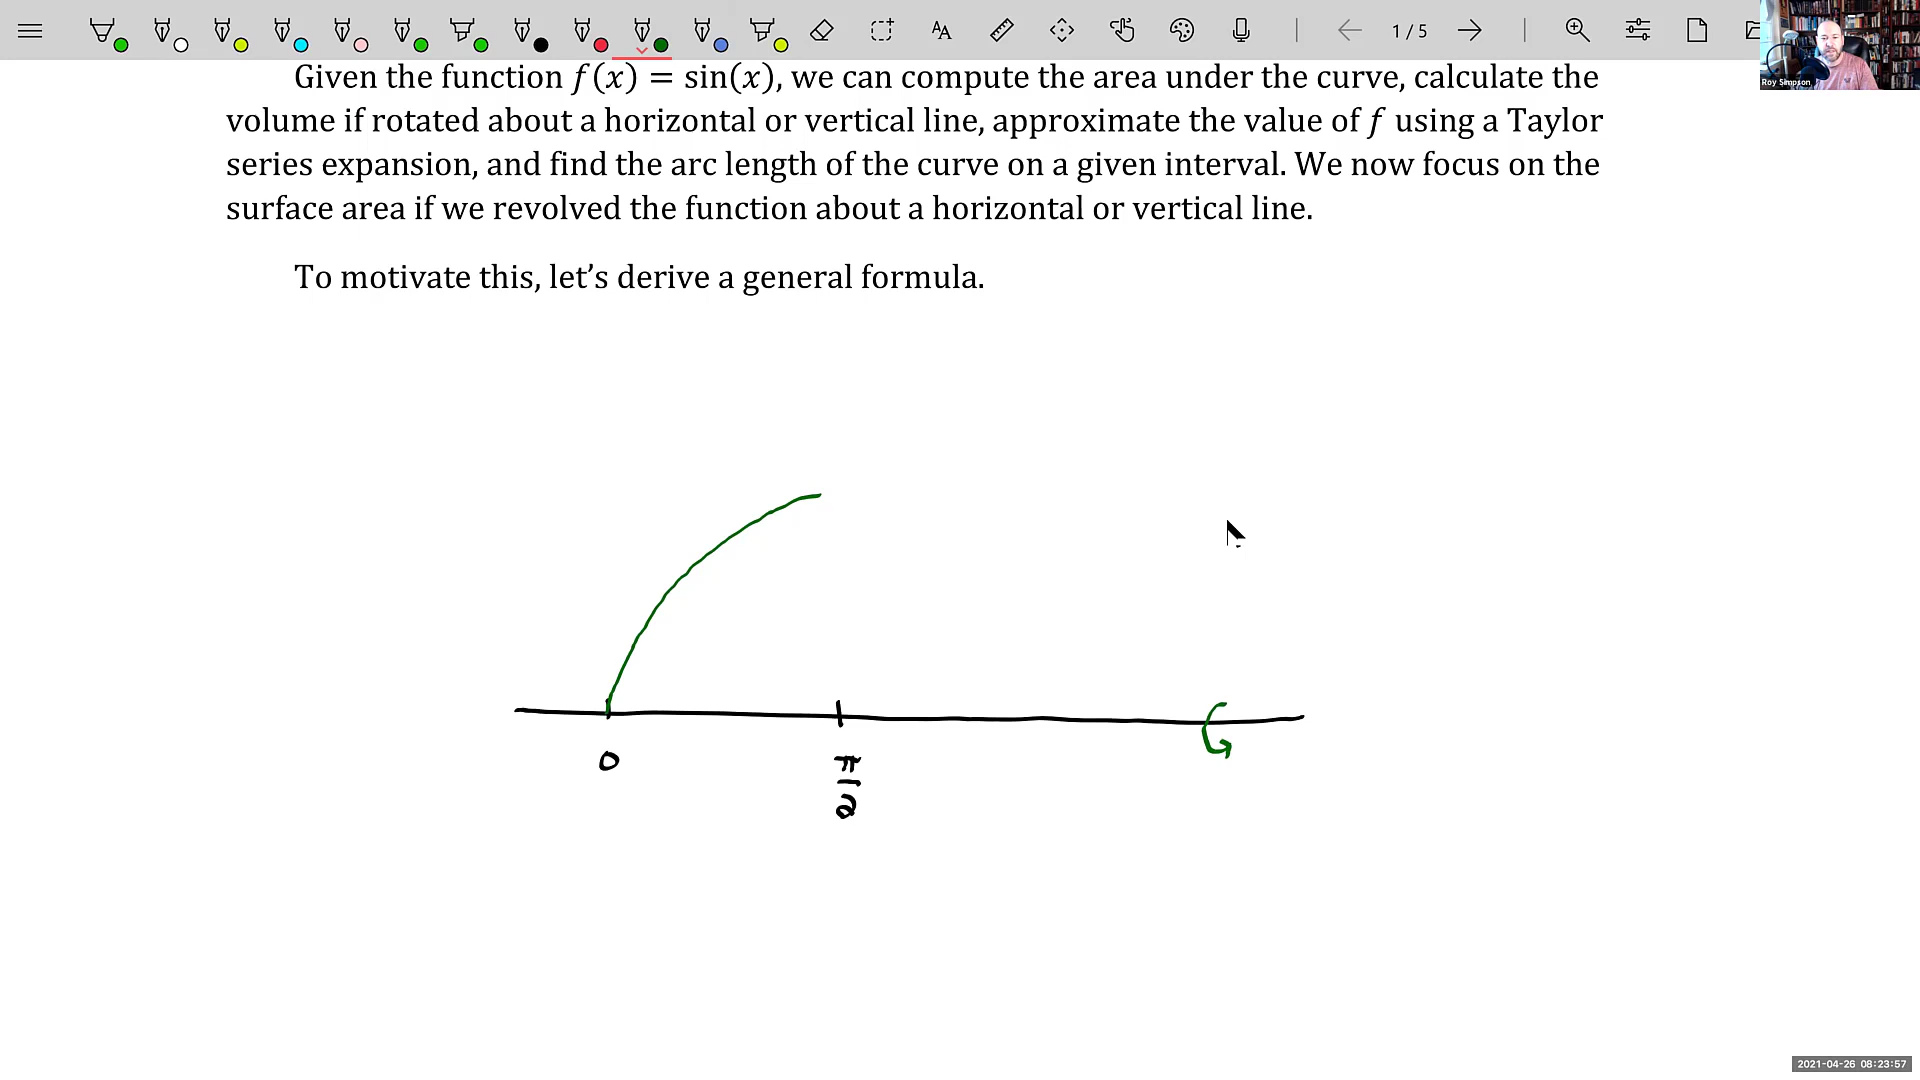 1 / 5
Roy Simpson
Given the function f(x) = sin(x), we can compute the area under the curve, calculate the
volume if rotated about a horizontal or vertical line, approximate the value of f using a Taylor
series expansion, and find the arc length of the curve on a given interval. We now focus on the
surface area if we revolved the function about a horizontal or vertical line.
To motivate this, let’s derive a general formula.
0
π
2
2021-04-26 08:23:57